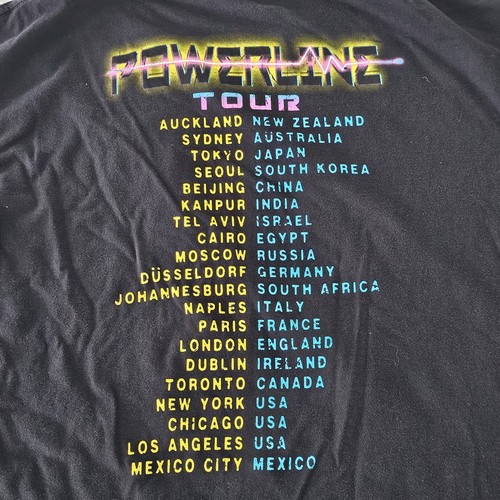 POWERLINE
TOUR
AUCKLAND NEW ZEALAND
SYDNEY AUSTRALIA
TOKYO JAPAN
SEOUL SOUTH KOREA
BEIJING CHINA
KANPUR INDIA
TEL AVIV ISRAEL
CAIRO EGYPT
MOSCOW RUSSIA
DÜSSELDORF GERMANY
JOHANNESBURG SOUTH AFRICA
NAPLES ITALY
PARIS FRANCE
LONDON ENGLAND
DUBLIN IRELAND
TORONTO CANADA
NEW YORK USA
CHICAGO USA
LOS ANGELES USA
MEXICO CITY MEXICO